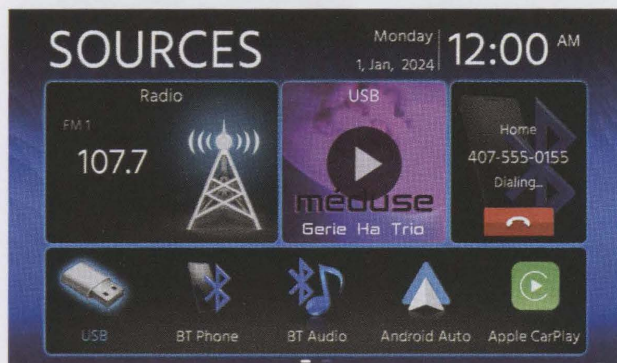 SOURCES
Monday
1, Jan, 2024
12:00 AM
Radio
FM 1
107.7
USB
méduse
Gerie Ha Trio
Home
407-555-0155
Dialing...
USB
BT Phone
BT Audio
Android Auto
Apple CarPlay